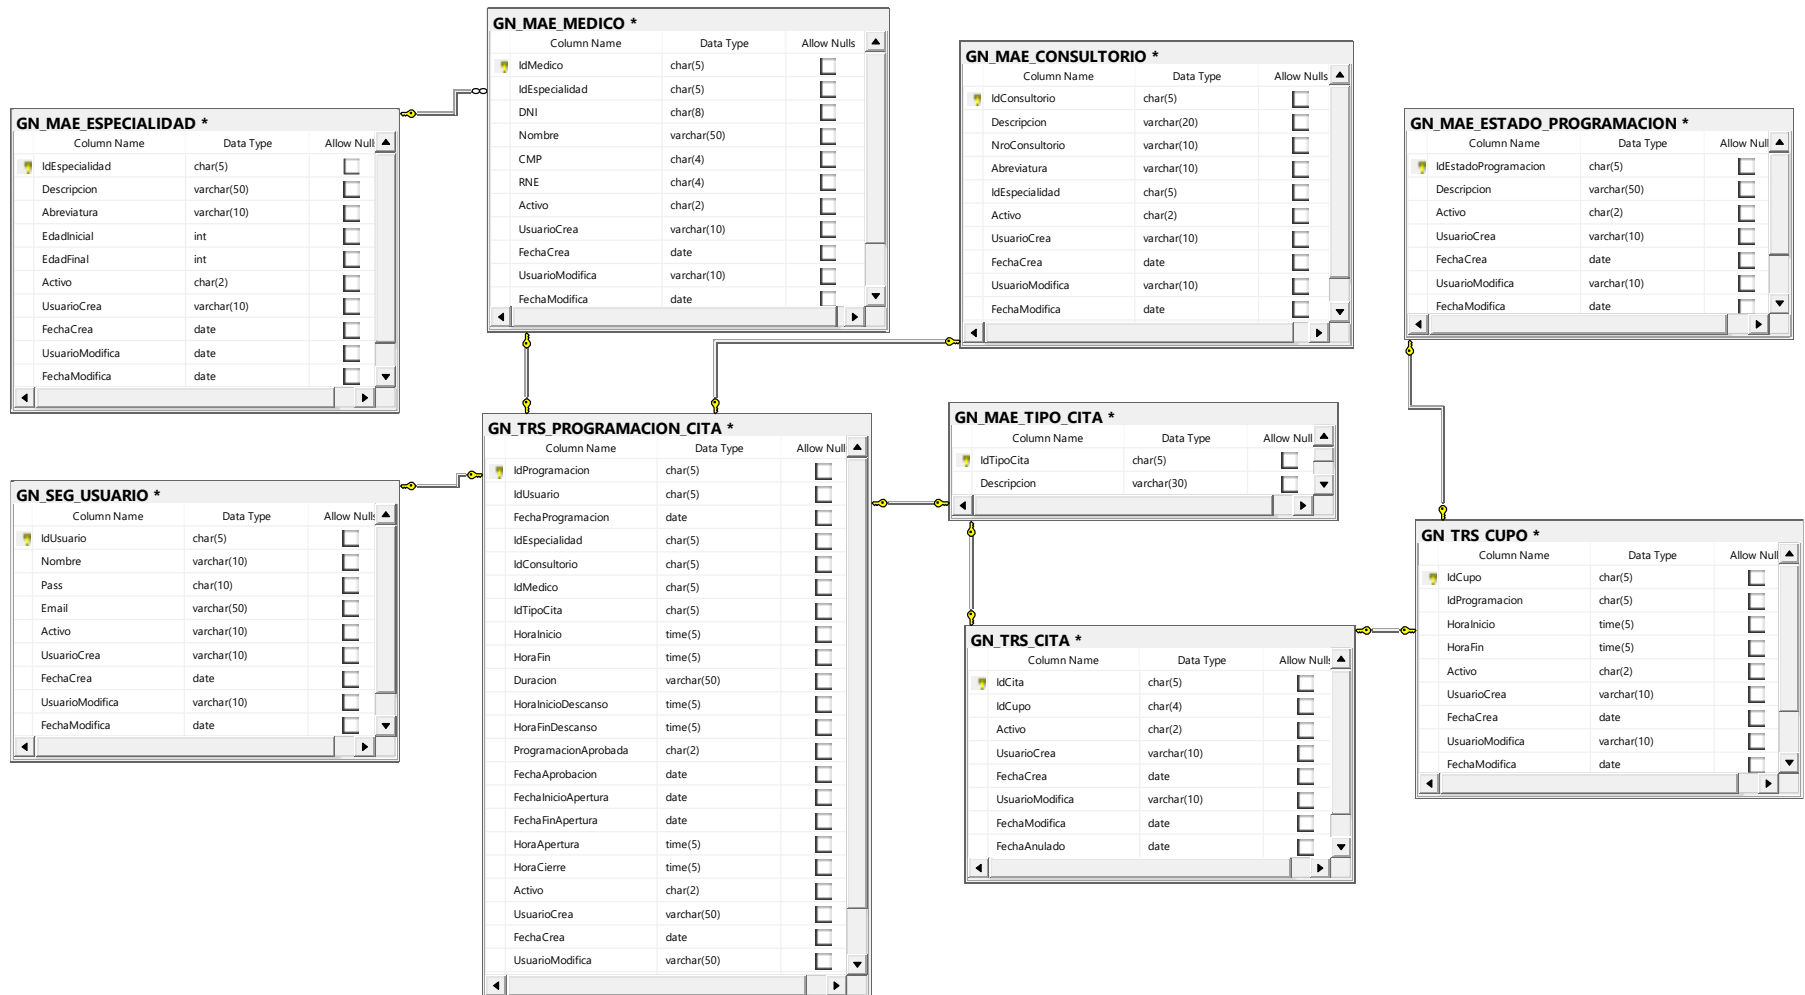 GN_MAE_MEDICO *
Column Name Data Type Allow Nulls
IdMedico char(5)
IdEspecialidad char(5)
DNI char(8)
Nombre varchar(50)
CMP char(4)
RNE char(4)
Activo char(2)
UsuarioCrea varchar(10)
FechaCrea date
UsuarioModifica varchar(10)
FechaModifica date
GN_MAE_CONSULTORIO *
Column Name Data Type Allow Nulls
IdConsultorio char(5)
Descripcion varchar(20)
NroConsultorio varchar(10)
Abreviatura varchar(10)
IdEspecialidad char(5)
Activo char(2)
UsuarioCrea varchar(10)
FechaCrea date
UsuarioModifica varchar(10)
FechaModifica date
GN_MAE_ESPECIALIDAD *
Column Name Data Type Allow Null
IdEspecialidad char(5)
Descripcion varchar(50)
Abreviatura varchar(10)
EdadInicial int
EdadFinal int
Activo char(2)
UsuarioCrea varchar(10)
FechaCrea date
UsuarioModifica date
FechaModifica date
GN_MAE_ESTADO_PROGRAMACION *
Column Name Data Type Allow Null
IdEstadoProgramacion char(5)
Descripcion varchar(50)
Activo char(2)
UsuarioCrea varchar(10)
FechaCrea date
UsuarioModifica varchar(10)
FechaModifica date
GN_TRS_PROGRAMACION_CITA *
Column Name Data Type Allow Null
IdProgramacion char(5)
IdUsuario char(5)
FechaProgramacion date
IdEspecialidad char(5)
IdConsultorio char(5)
IdMedico char(5)
IdTipoCita char(5)
HoraInicio time(5)
HoraFin time(5)
Duracion varchar(50)
HoraInicioDescanso time(5)
HoraFinDescanso time(5)
ProgramacionAprobada char(2)
FechaAprobacion date
FechaInicioApertura date
FechaFinApertura date
HoraApertura time(5)
HoraCierre time(5)
Activo char(2)
UsuarioCrea varchar(50)
FechaCrea date
UsuarioModifica varchar(50)
GN_MAE_TIPO_CITA *
Column Name Data Type Allow Null
IdTipoCita char(5)
Descripcion varchar(30)
GN_SEG_USUARIO *
Column Name Data Type Allow Nulls
IdUsuario char(5)
Nombre varchar(10)
Pass char(10)
Email varchar(50)
Activo varchar(10)
UsuarioCrea varchar(10)
FechaCrea date
UsuarioModifica varchar(10)
FechaModifica date
GN_TRS_CUPO *
Column Name Data Type Allow Null
IdCupo char(5)
IdProgramacion char(5)
HoraInicio time(5)
HoraFin time(5)
Activo char(2)
UsuarioCrea varchar(10)
FechaCrea date
UsuarioModifica varchar(10)
FechaModifica date
GN_TRS_CITA *
Column Name Data Type Allow Nulls
IdCita char(5)
IdCupo char(4)
Activo char(2)
UsuarioCrea varchar(10)
FechaCrea date
UsuarioModifica varchar(10)
FechaModifica date
FechaAnulado date